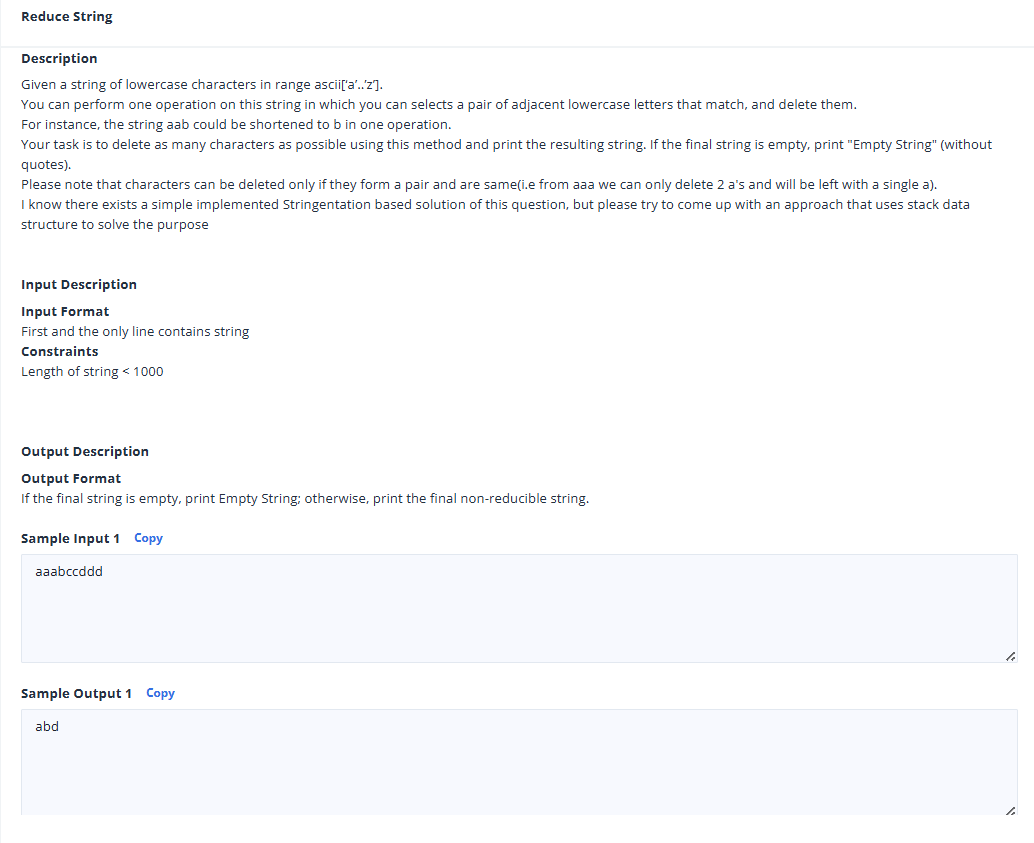 Reduce String
Description
Given a string of lowercase characters in range ascii['a'..'z'].
You can perform one operation on this string in which you can selects a pair of adjacent lowercase letters that match, and delete them.
For instance, the string aab could be shortened to b in one operation.
Your task is to delete as many characters as possible using this method and print the resulting string. If the final string is empty, print "Empty String" (without
quotes).
Please note that characters can be deleted only if they form a pair and are same(i.e from aaa we can only delete 2 a's and will be left with a single a).
I know there exists a simple implemented Stringentation based solution of this question, but please try to come up with an approach that uses stack data
structure to solve the purpose
Input Description
Input Format
First and the only line contains string
Constraints
Length of string < 1000
Output Description
Output Format
If the final string is empty, print Empty String; otherwise, print the final non-reducible string.
Sample Input 1 Copy
aaabccddd
Sample Output 1 Copy
abd